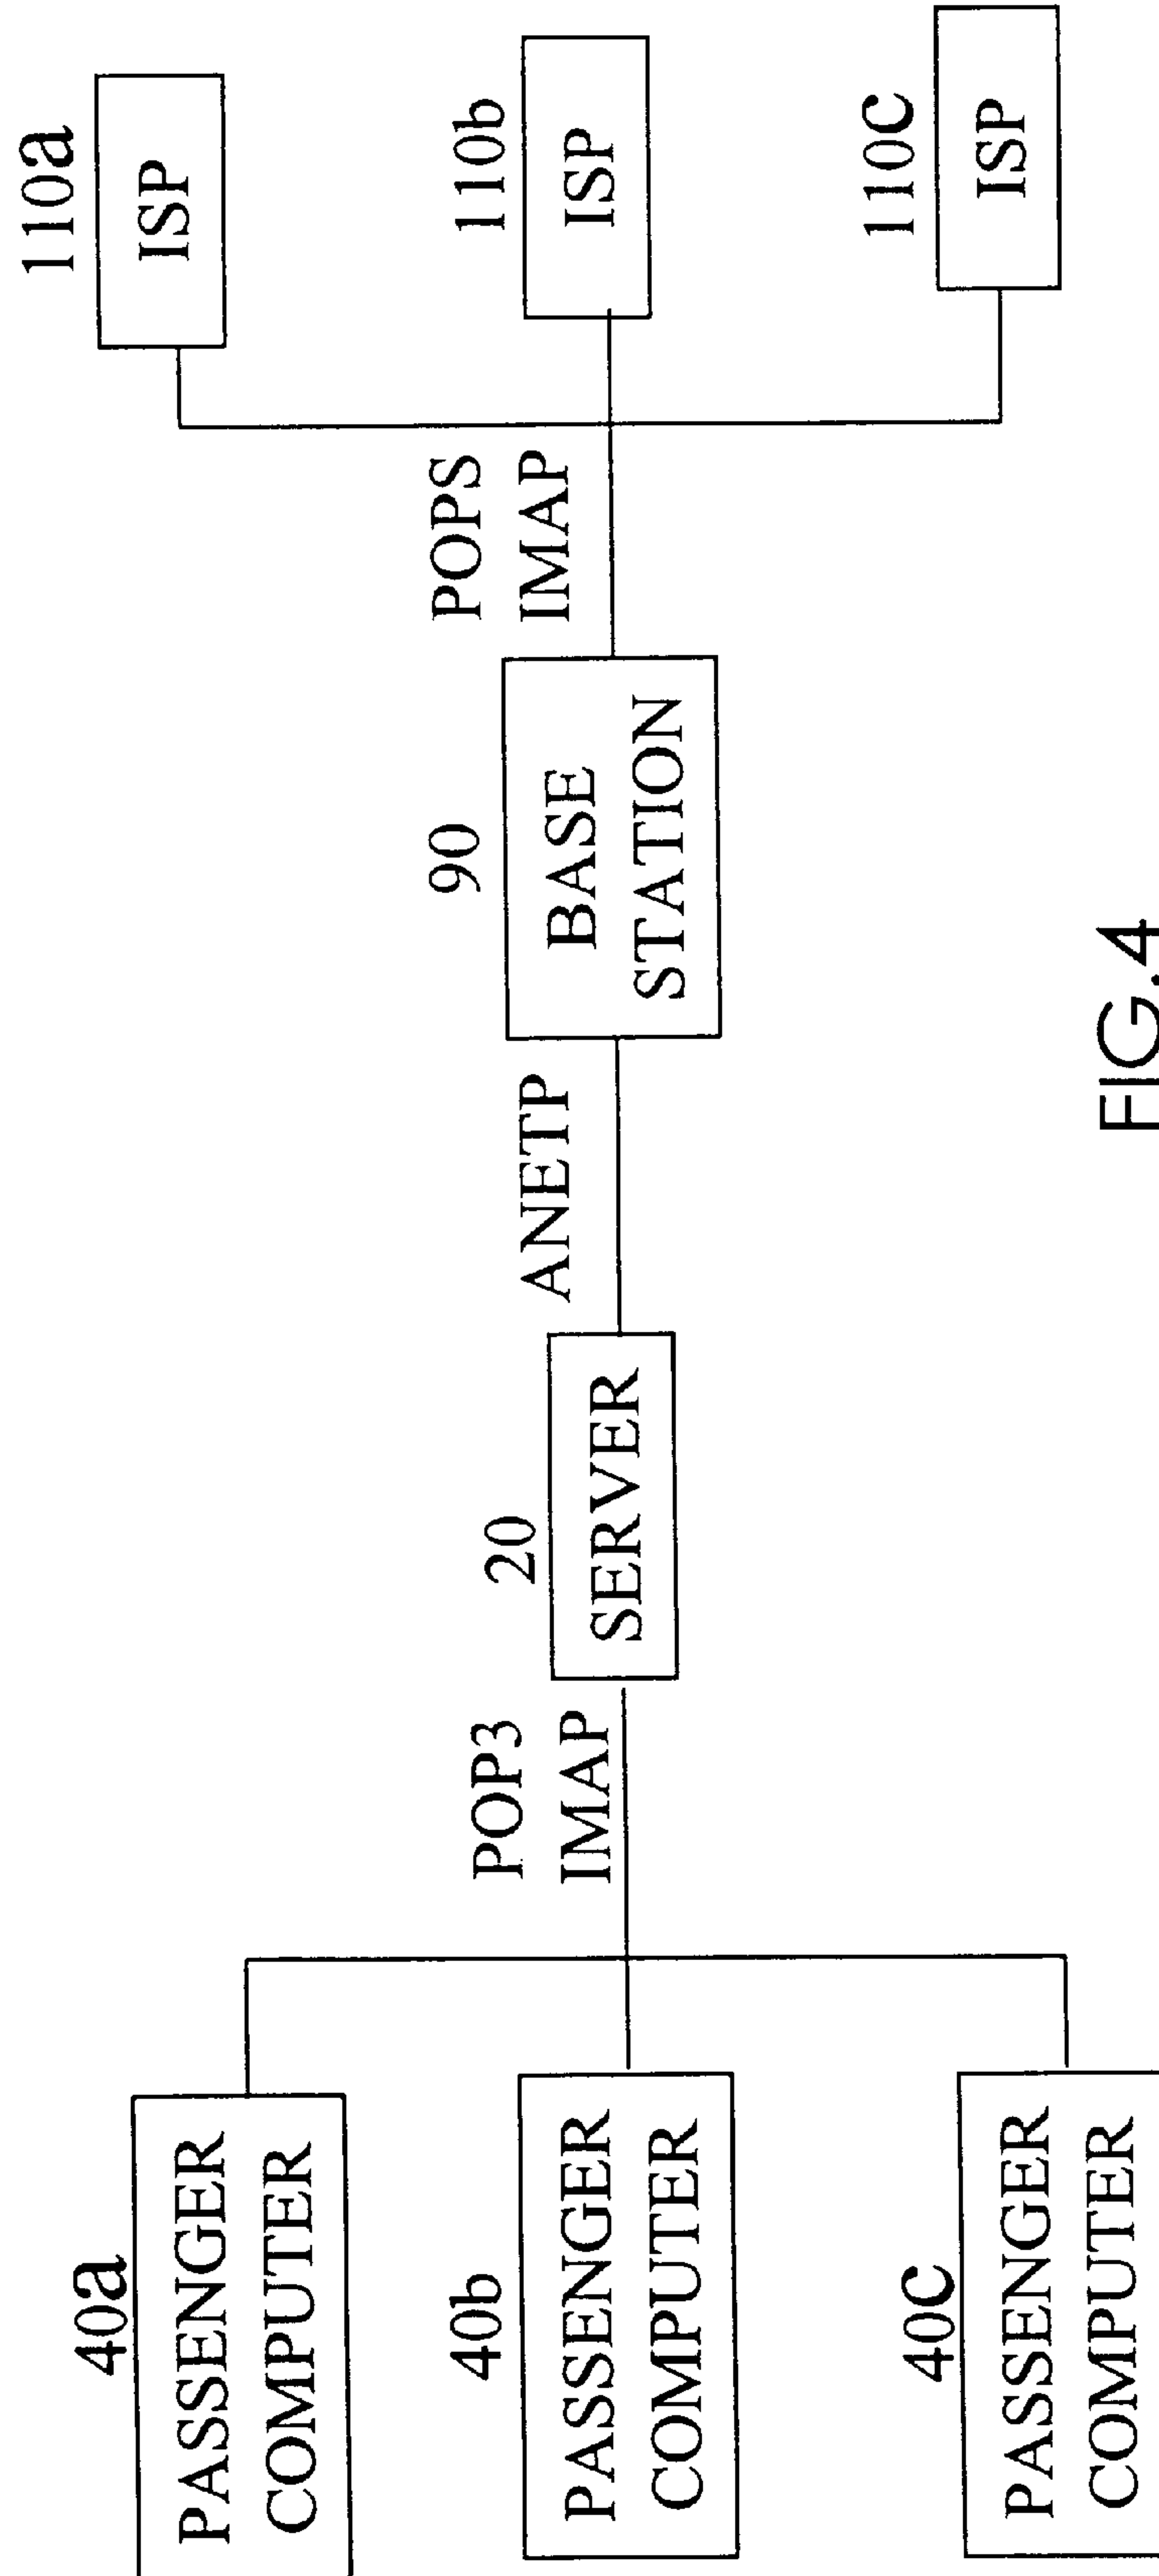 40a
PASSENGER
COMPUTER
40b
PASSENGER
COMPUTER
40c
PASSENGER
COMPUTER
POP3
IMAP
20
SERVER
ANETP
90
BASE
STATION
POPS
IMAP
110a
ISP
110b
ISP
110c
ISP
FIG.4